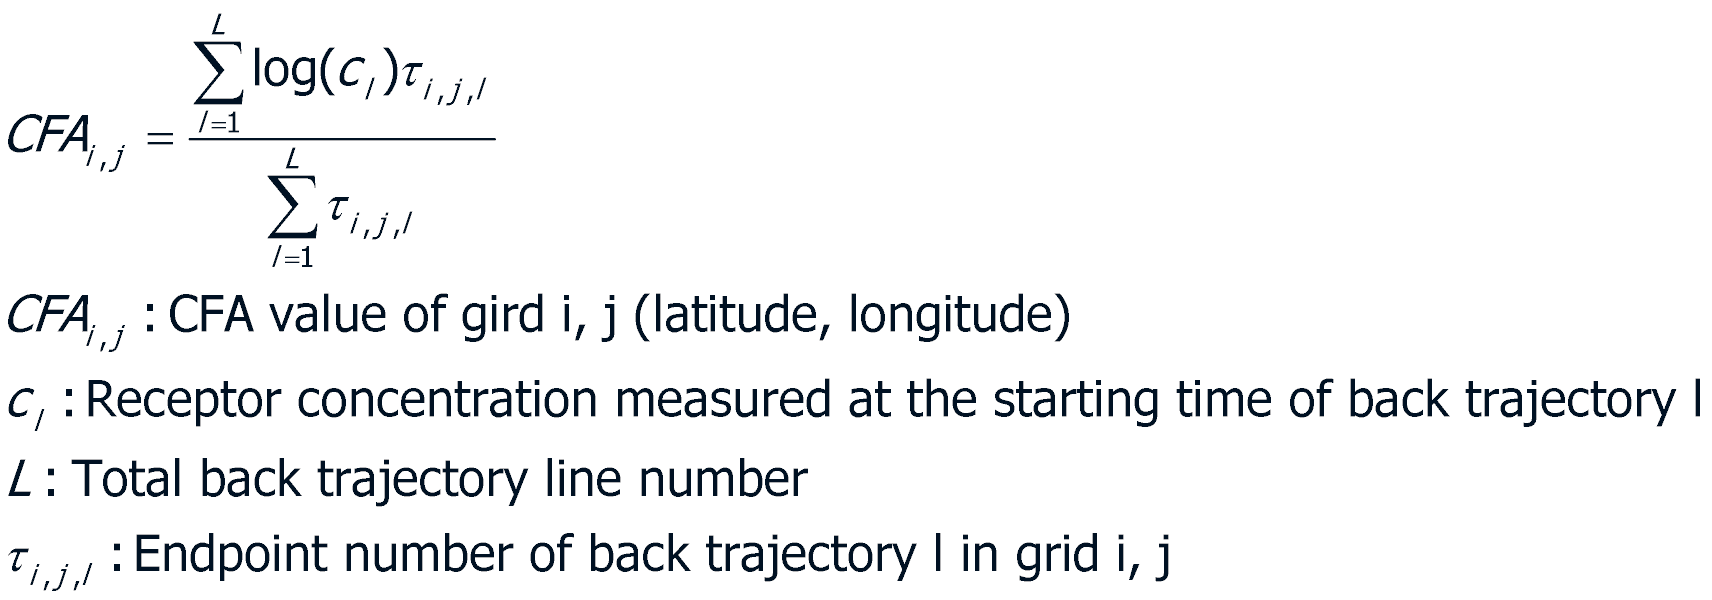 CFA_{i,j} = \frac{\sum_{l=1}^{L} \log(c_l) \tau_{i,j,l}}{\sum_{l=1}^{L} \tau_{i,j,l}}
CFA_{i,j} : CFA value of gird i, j (latitude, longitude)
c_l : Receptor concentration measured at the starting time of back trajectory l
L : Total back trajectory line number
τ_{i,j,l} : Endpoint number of back trajectory l in grid i, j